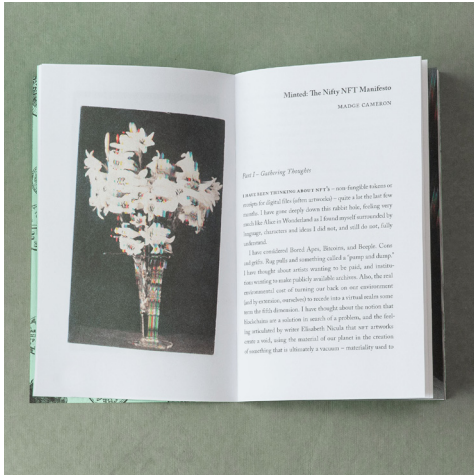 Minted: The Nifty NFT Manifesto
MADGE CAMERON
Part I – Gathering Thoughts
I HAVE BEEN THINKING ABOUT NFT's – non-fungible tokens or
receipts for digital files (often artworks) – quite a lot the last few
months. I have gone deeply down this rabbit hole, feeling very
much like Alice in Wonderland as I found myself surrounded by
language, characters and ideas I did not, and still do not, fully
understand.
I have considered Bored Apes, Bitcoins, and Beeple. Cons
and grifts. Rug pulls and something called a 'pump and dump.'
I have thought about artists wanting to be paid, and institu-
tions wanting to make publicly available archives. Also, the real
environmental cost of turning our back on our environment
(and by extension, ourselves) to recede into a virtual realm some
next the fifth dimension. I have thought about the notion that
blockchains are a solution in search of a problem, and the feel-
ing articulated by writer Elisabeth Nicula that NFT artworks
create a void, using the material of our planet in the creation
of something that is ultimately a vacuum – materiality used to